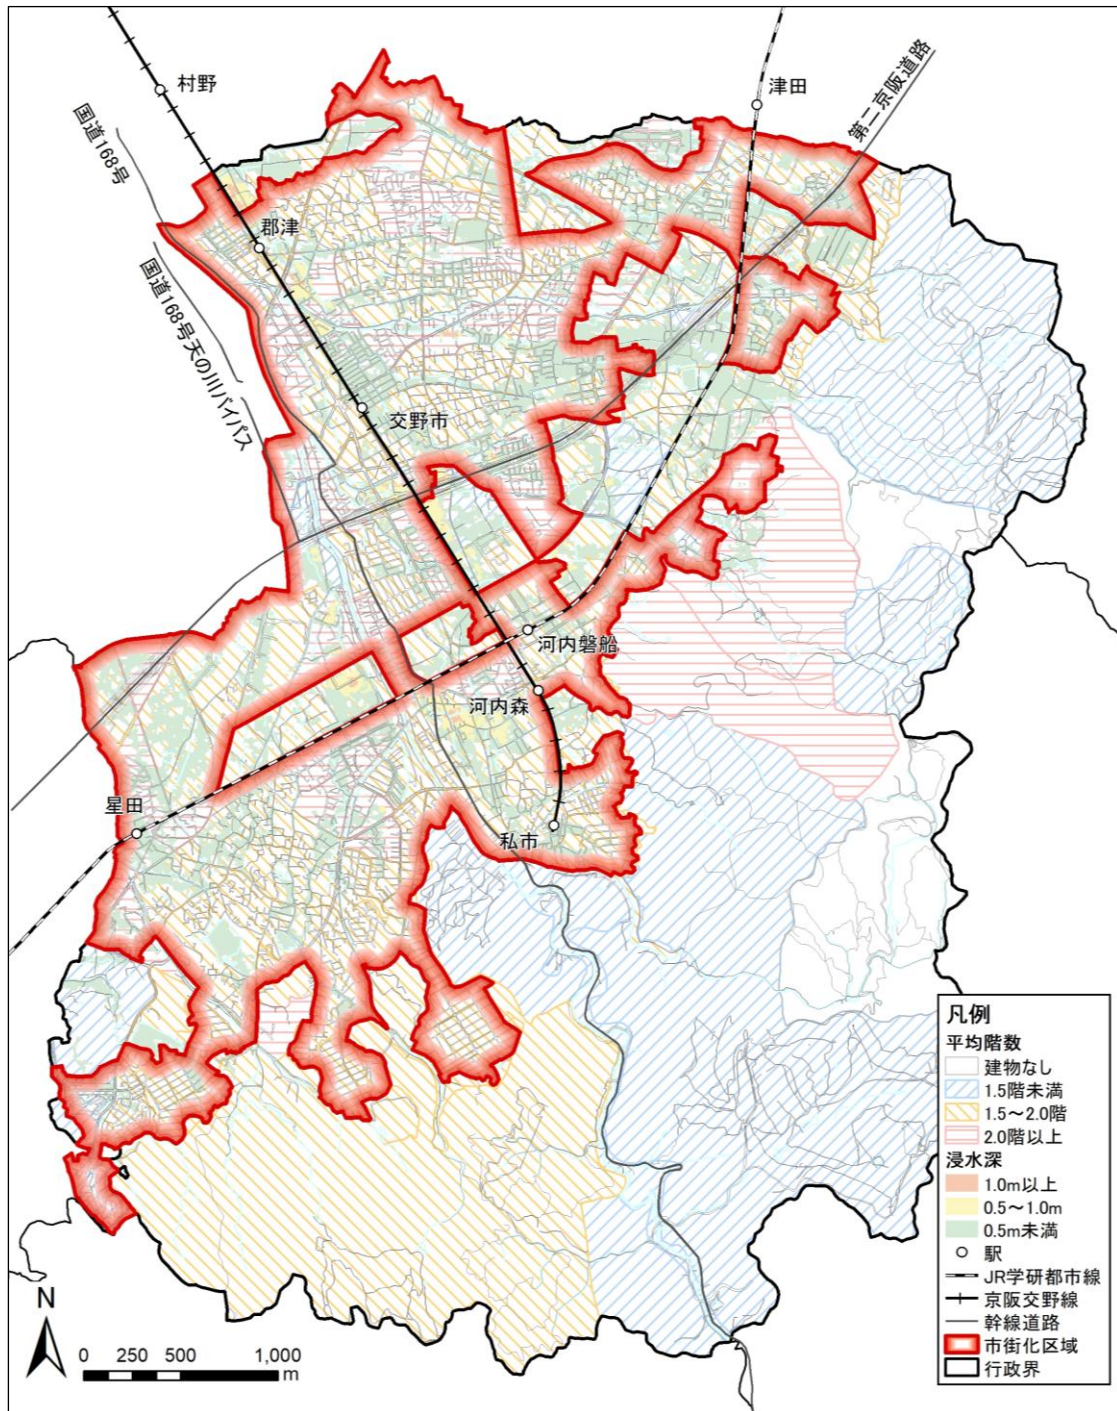 村野
津田
第二京阪道路
国道168号
郡津
国道168号天の川バイパス
交野市
河内磐船
河内森
星田
私市
凡例
平均階数
建物なし
1.5階未満
1.5～2.0階
2.0階以上
浸水深
1.0m以上
0.5～1.0m
0.5m未満
駅
JR学研都市線
京阪交野線
幹線道路
市街化区域
行政界
N
0 250 500 1,000
m